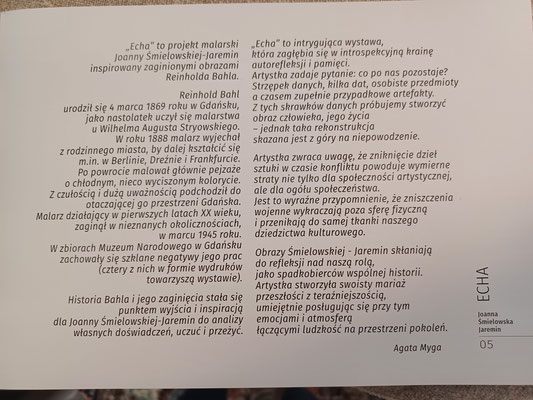 „Echa” to projekt malarski
Joanny Śmielowskiej-Jaremin
inspirowany zaginionymi obrazami
Reinholda Bahla.
Reinhold Bahl
urodził się 4 marca 1869 roku w Gdańsku,
jako nastolatek uczył się malarstwa
u Wilhelma Augusta Stryowskiego.
W roku 1888 malarz wyjechał
z rodzinnego miasta, by dalej kształcić się
m.in. w Berlinie, Dreźnie i Frankfurcie.
Po powrocie malował głównie pejzaże
o chłodnym, nieco wyciszonym kolorycie.
Z czułością i dużą uważnością podchodził do
otaczającej go przestrzeni Gdańska.
Malarz działający w pierwszych latach XX wieku,
zaginął w nieznanych okolicznościach,
w marcu 1945 roku.
W zbiorach Muzeum Narodowego w Gdańsku
zachowały się szklane negatywy jego prac
(cztery z nich w formie wydruków
towarzyszą wystawie).
Historia Bahla i jego zaginięcia stała się
punktem wyjścia i inspiracją
dla Joanny Śmielowskiej-Jaremin do analizy
własnych doświadczeń, uczuć i przeżyć.
„Echa” to intrygująca wystawa,
która zagłębia się w introspekcyjną krainę
autorefleksji i pamięci.
Artystka zadaje pytanie: co po nas pozostaje?
Strzępek danych, kilka dat, osobiste przedmioty
a czasem zupełnie przypadkowe artefakty.
Z tych skrawków danych próbujemy stworzyć
obraz człowieka, jego życia
– jednak taka rekonstrukcja
skazana jest z góry na niepowodzenie.
Artystka zwraca uwagę, że zniknięcie dzieł
sztuki w czasie konfliktu powoduje wymierne
straty nie tylko dla społeczności artystycznej,
ale dla ogółu społeczeństwa.
Jest to wyraźne przypomnienie, że zniszczenia
wojenne wykraczają poza sferę fizyczną
i przenikają do samej tkanki naszego
dziedzictwa kulturowego.
Obrazy Śmielowskiej - Jaremin skłaniają
do refleksji nad naszą rolą,
jako spadkobierców wspólnej historii.
Artystka stworzyła swoisty mariaż
przeszłości z teraźniejszością,
umiejętnie posługując się przy tym
emocjami i atmosferą
łączącymi ludzkość na przestrzeni pokoleń.
Agata Myga
ECHA
Joanna
Śmielowska
Jaremin
05